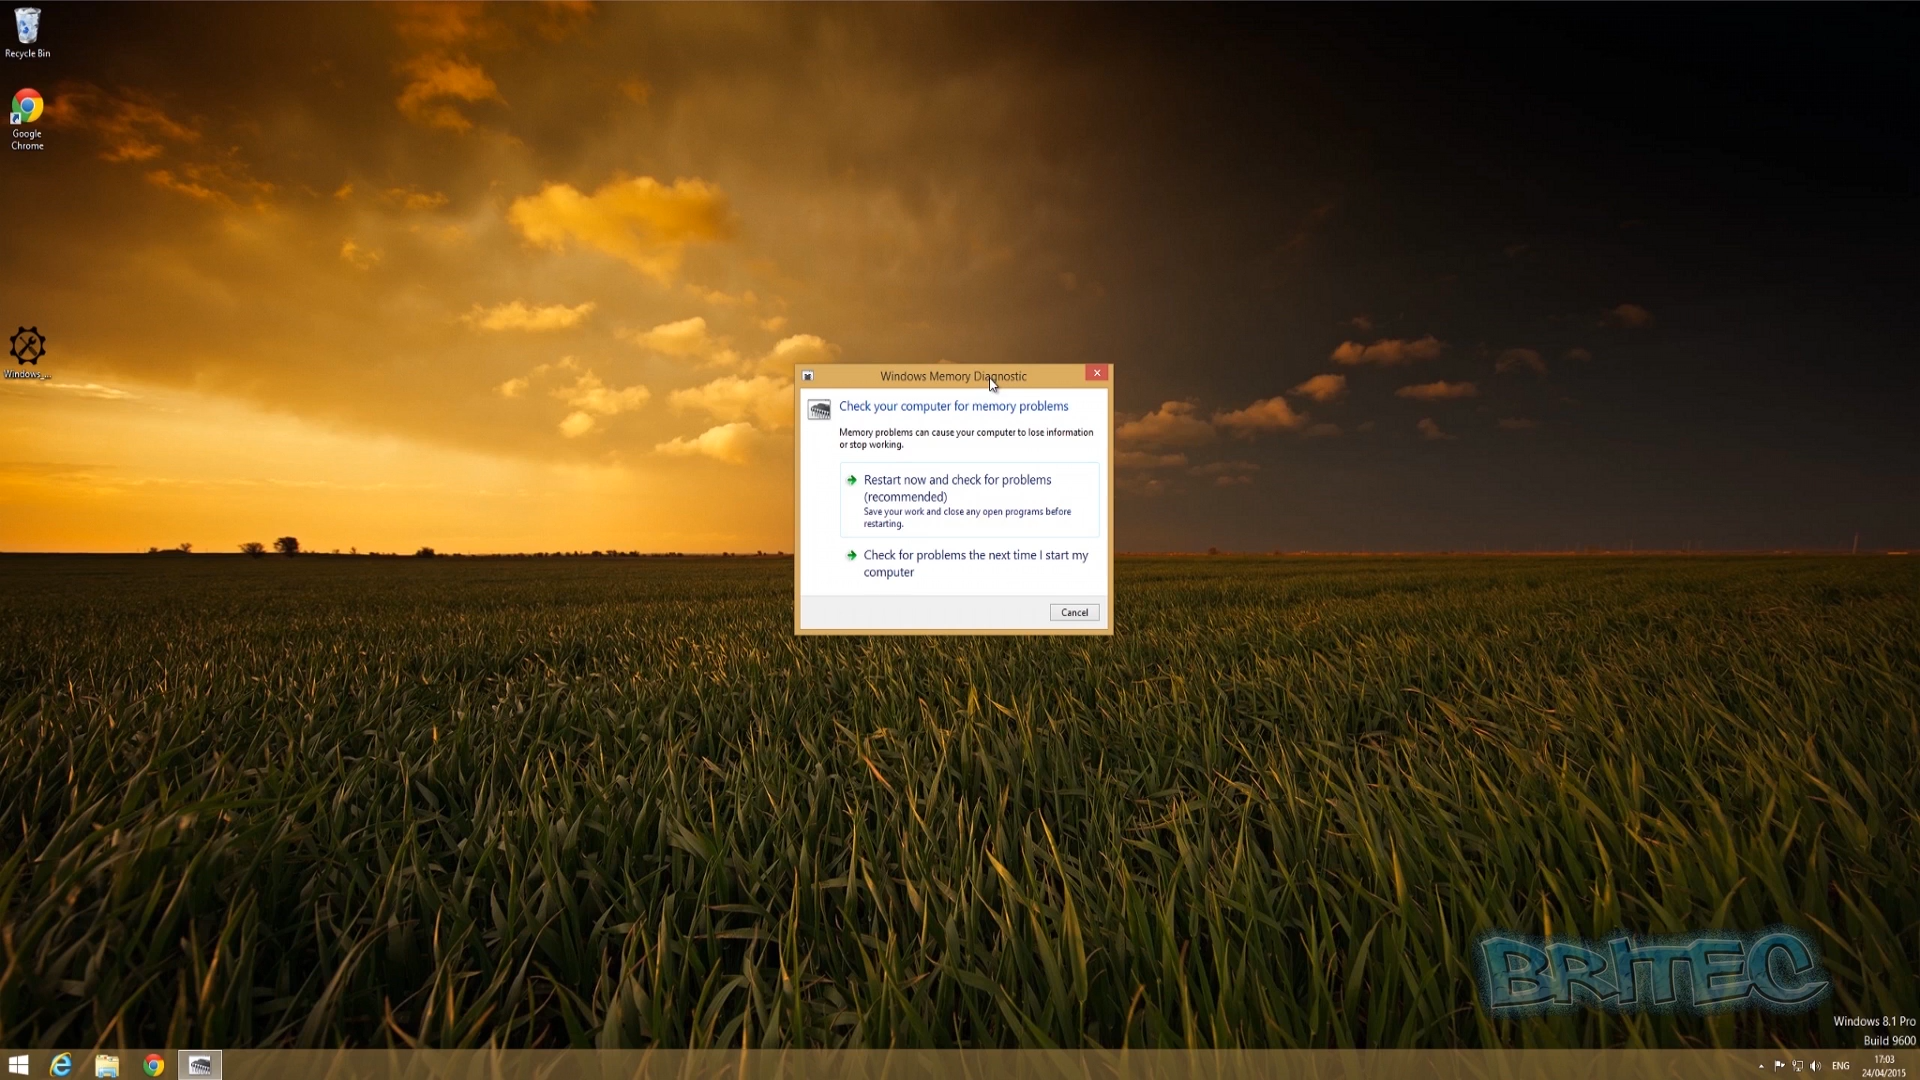 Recycle Bin
Google
Chrome
Windows_...
Windows Memory Diagnostic
Check your computer for memory problems
Memory problems can cause your computer to lose information
or stop working.
Restart now and check for problems
(recommended)
Save your work and close any open programs before
restarting.
Check for problems the next time I start my
computer
Cancel
BRITEC
Windows 8.1 Pro
Build 9600
ENG
17:03
24/04/2015